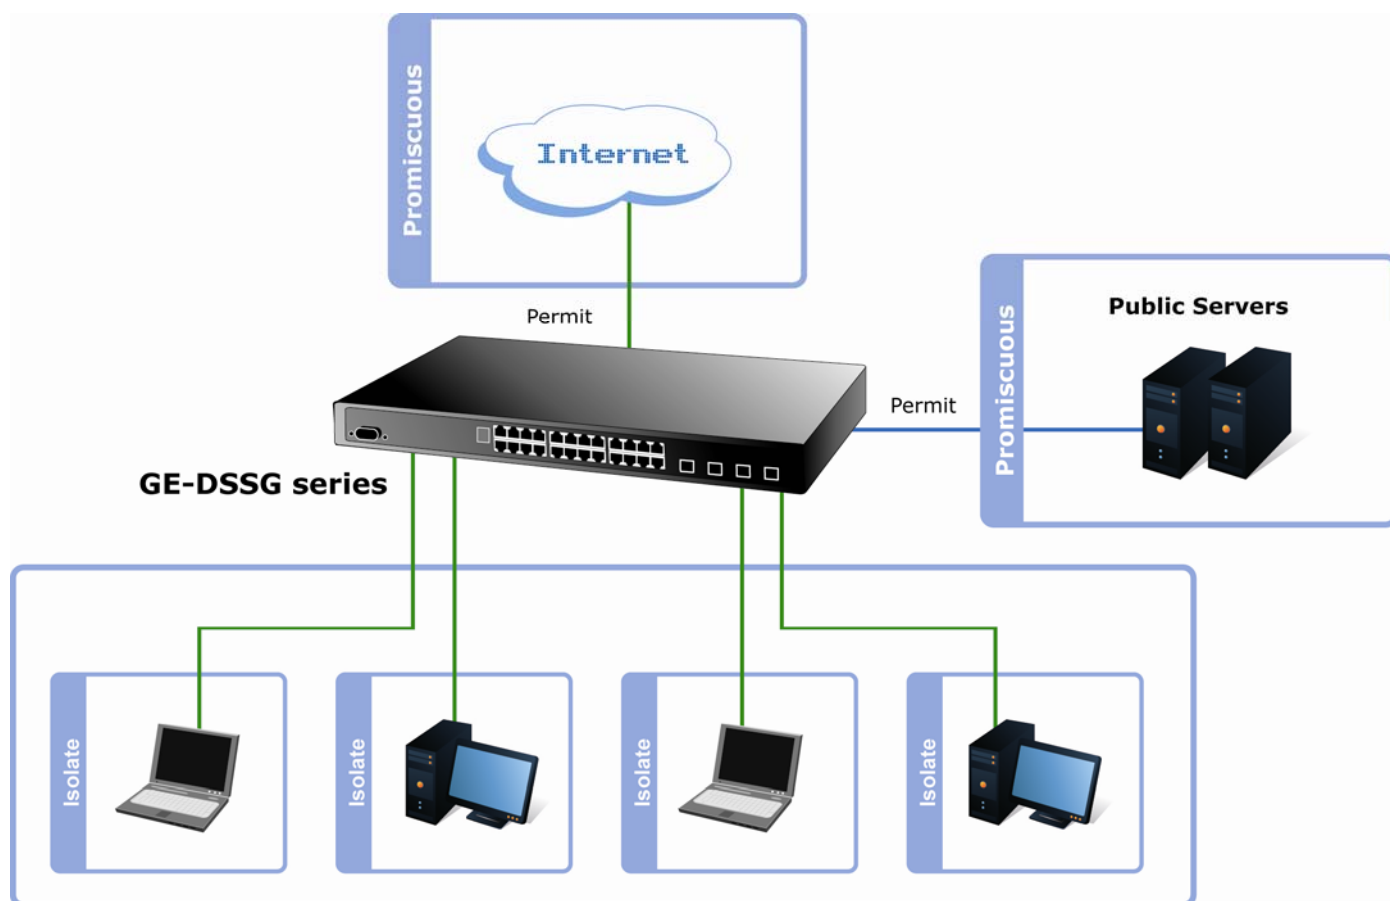 Promiscuous
Internet
Permit
Public Servers
Promiscuous
Permit
GE-DSSG series
Isolate
Isolate
Isolate
Isolate